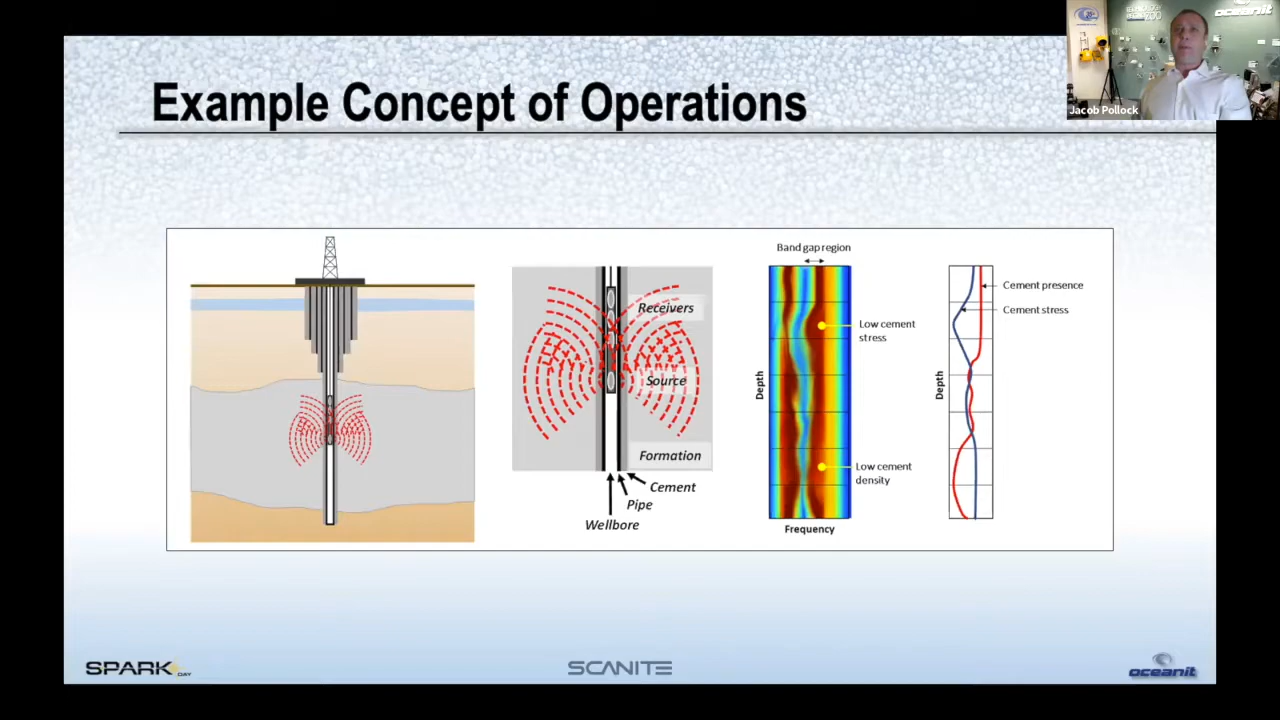 oceanit
Jacob Pollock
Example Concept of Operations
Receivers
Source
Formation
Cement
Pipe
Wellbore
Band gap region
Low cement
stress
Low cement
density
Depth
Frequency
Cement presence
Cement stress
Depth
SPARK DAY
SCANITE
oceanit